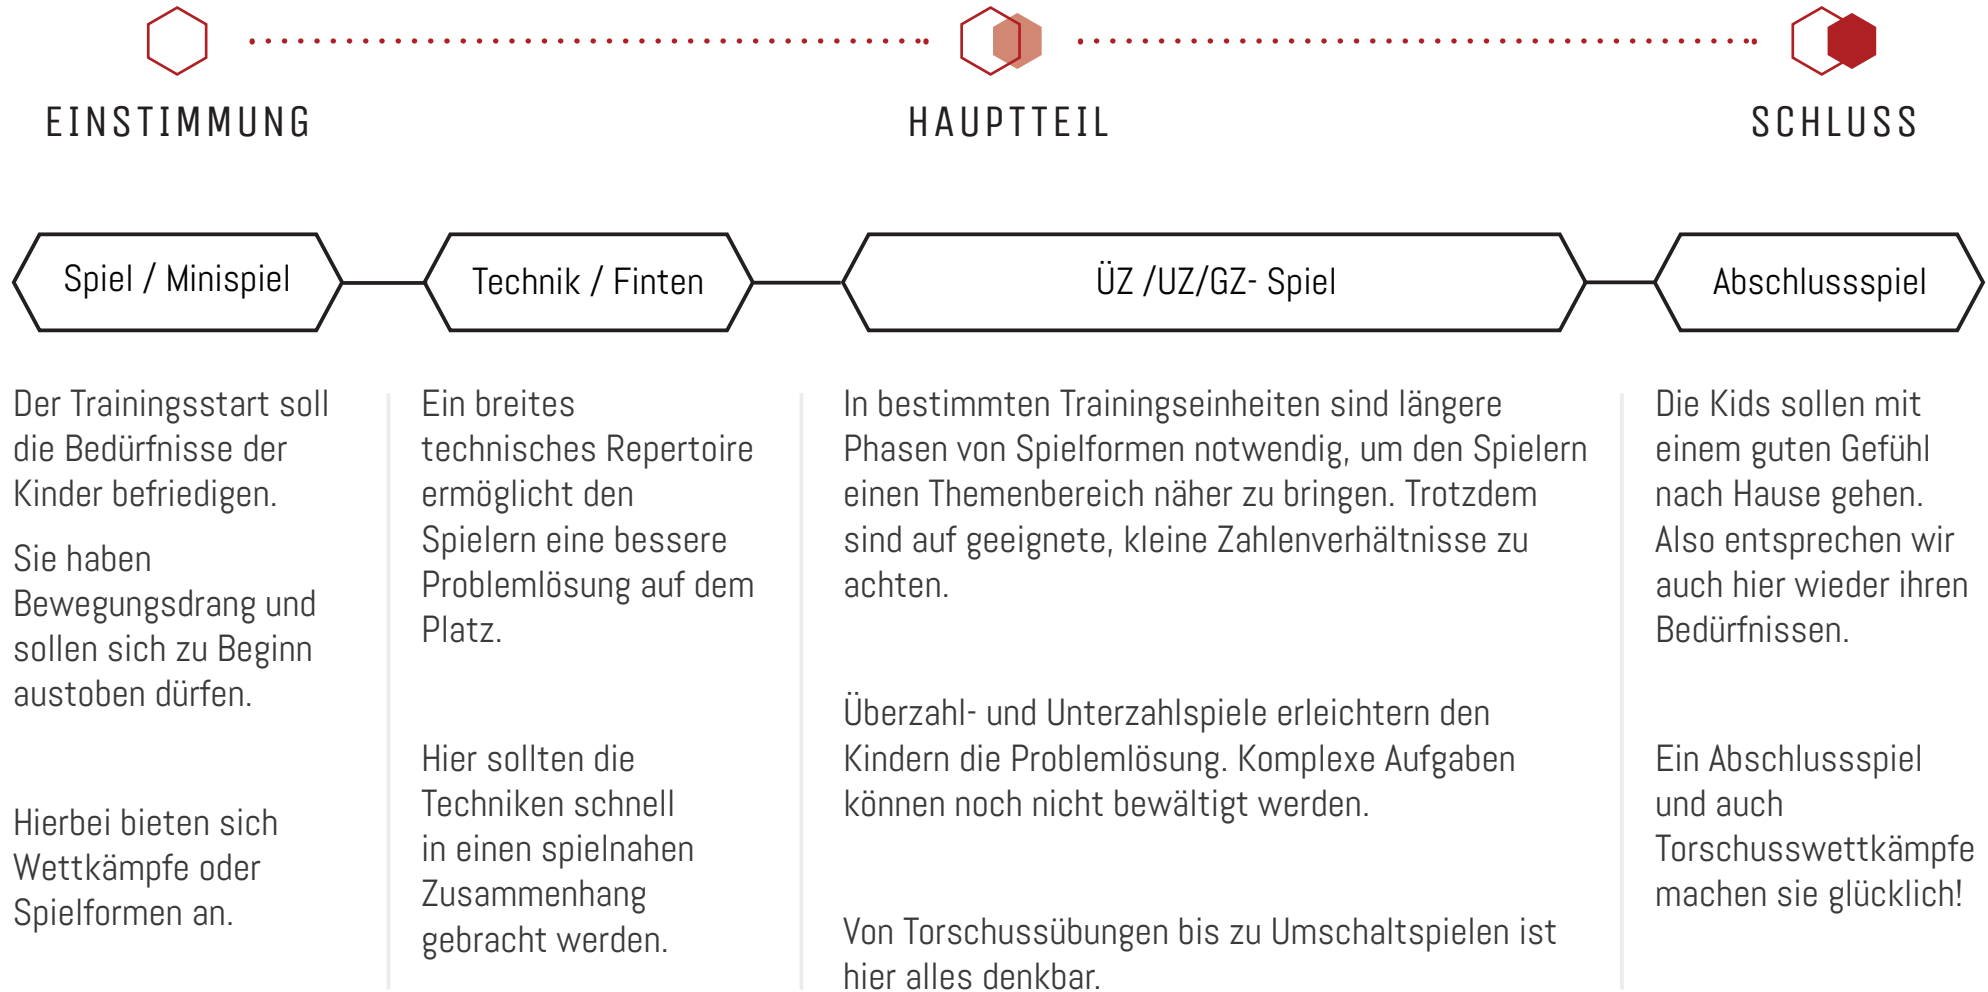 EINSTIMMUNG
HAUPTTEIL
SCHLUSS
Spiel / Minispiel
Technik / Finten
ÜZ /UZ/GZ- Spiel
Abschlussspiel
Der Trainingsstart soll
die Bedürfnisse der
Kinder befriedigen.
Sie haben
Bewegungsdrang und
sollen sich zu Beginn
austoben dürfen.
Hierbei bieten sich
Wettkämpfe oder
Spielformen an.
Ein breites
technisches Repertoire
ermöglicht den
Spielern eine bessere
Problemlösung auf dem
Platz.
Hier sollten die
Techniken schnell
in einen spielnahen
Zusammenhang
gebracht werden.
In bestimmten Trainingseinheiten sind längere
Phasen von Spielformen notwendig, um den Spielern
einen Themenbereich näher zu bringen. Trotzdem
sind auf geeignete, kleine Zahlenverhältnisse zu
achten.
Überzahl- und Unterzahlspiele erleichtern den
Kindern die Problemlösung. Komplexe Aufgaben
können noch nicht bewältigt werden.
Von Torschussübungen bis zu Umschaltspielen ist
hier alles denkbar.
Die Kids sollen mit
einem guten Gefühl
nach Hause gehen.
Also entsprechen wir
auch hier wieder ihren
Bedürfnissen.
Ein Abschlussspiel
und auch
Torschusswettkämpfe
machen sie glücklich!